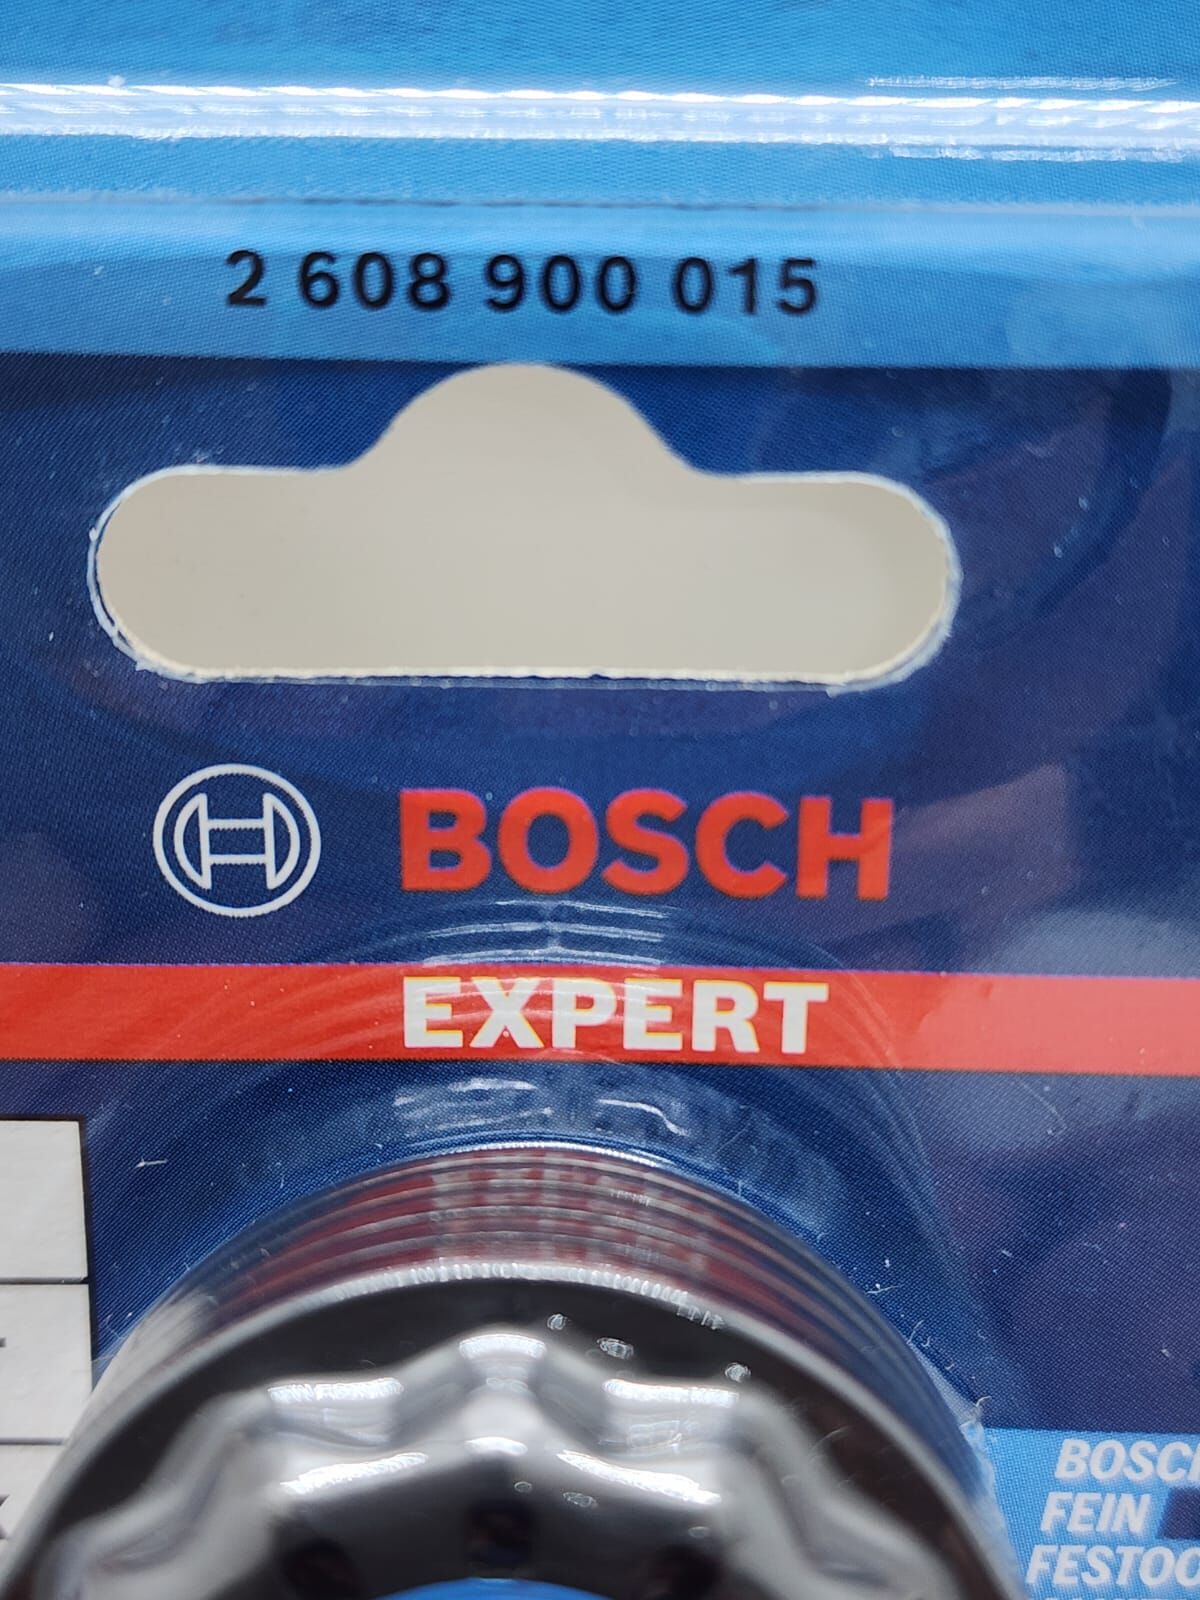 2 608 900 015
BOSCH
EXPERT
BOSCH
FEIN
FESTOO